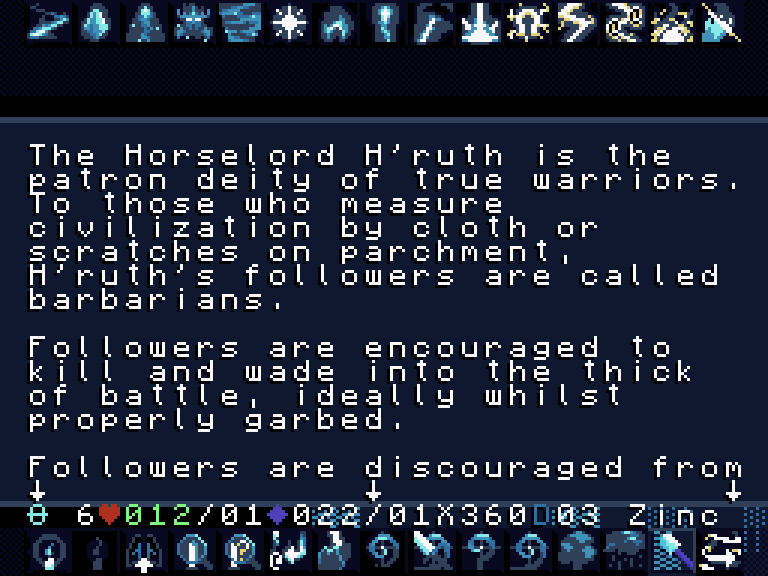 The Horselord H'ruth is the
patron deity of true warriors.
To those who measure
civilization by cloth or
scratches on parchment,
H'ruth's followers are called
barbarians.
Followers are encouraged to
kill and wade into the thick
of battle, ideally whilst
properly garbed.
Followers are discouraged from
6 012/01 022/01X360 03 Zinc